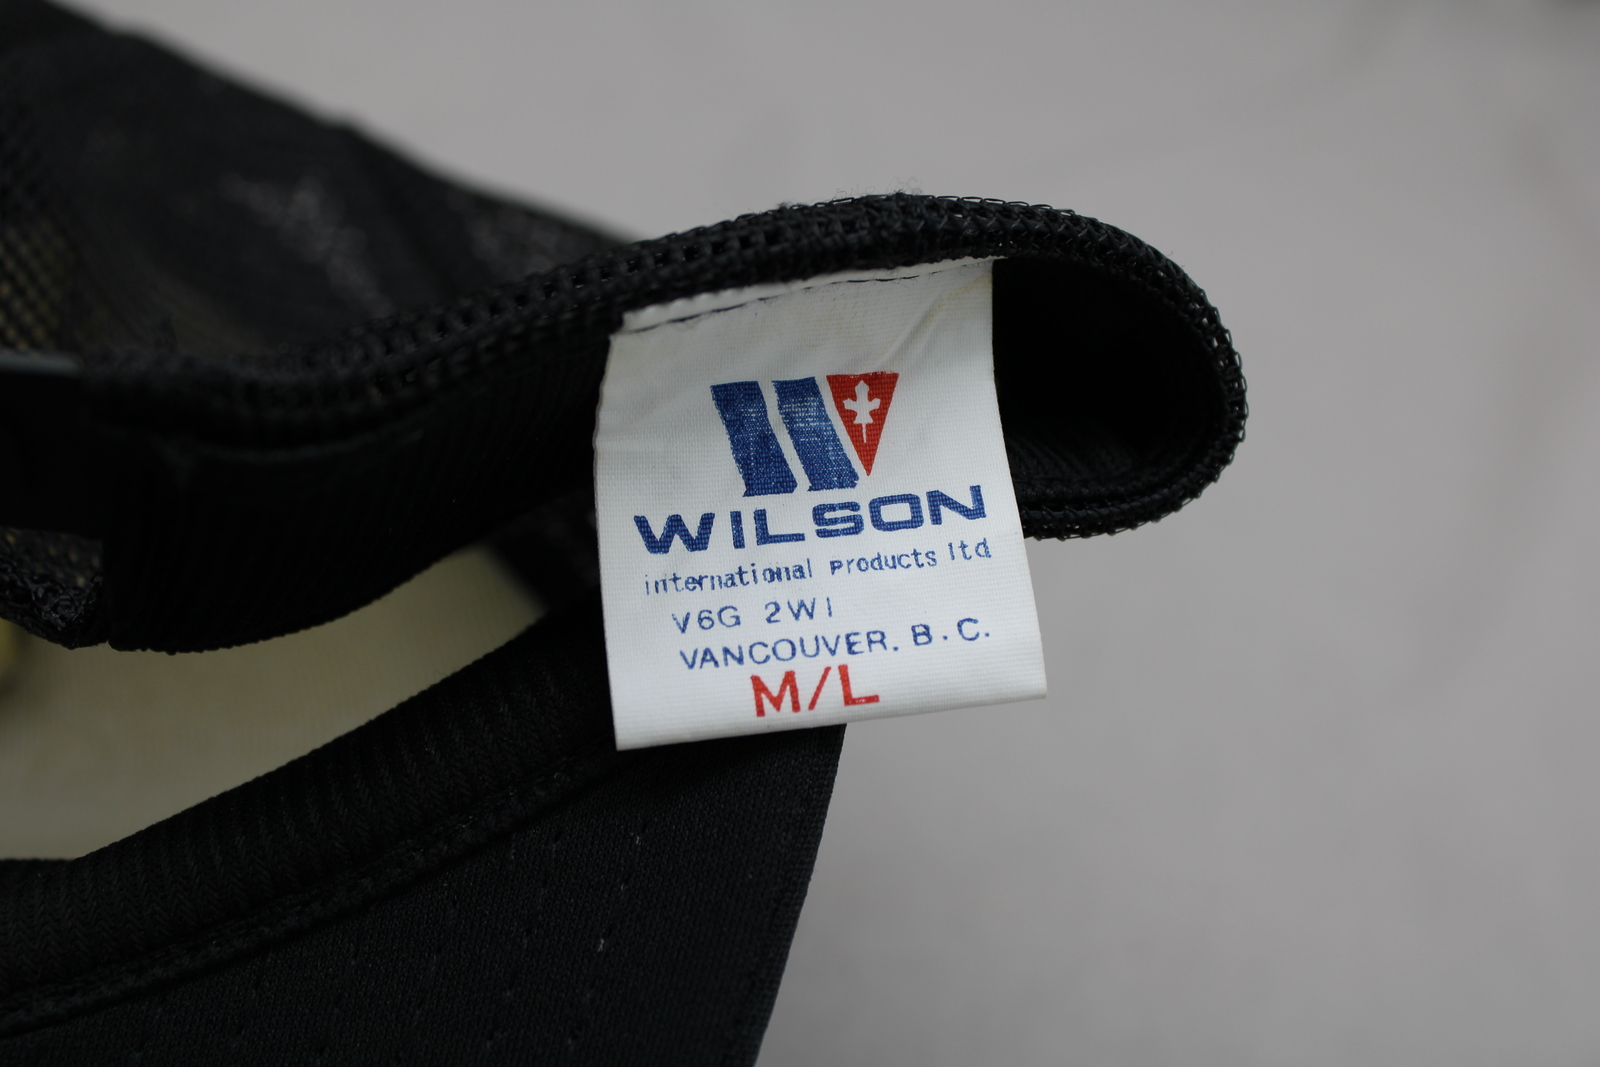 WILSON
international Products ltd
V6G 2W1
VANCOUVER, B.C.
M/L